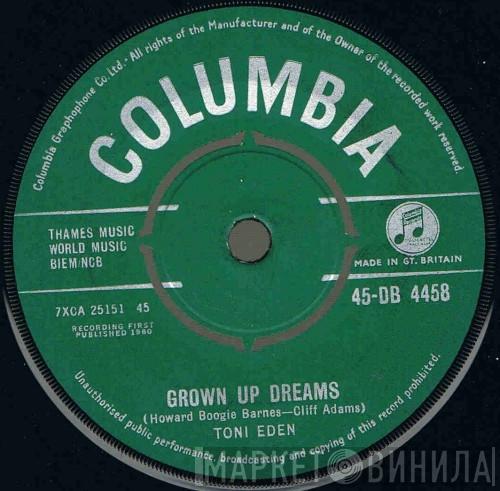 Columbia Graphophone Co. Ltd. - All rights of the Manufacturer and of the Owner of the recorded work reserved.
COLUMBIA
THAMES MUSIC
WORLD MUSIC
BIEM/NCB
MADE IN GT. BRITAIN
7XCA 25151 45
45-DB 4458
RECORDING FIRST
PUBLISHED 1960
GROWN UP DREAMS
(Howard Boogie Barnes—Cliff Adams)
TONI EDEN
Unauthorised public performance, broadcasting and copying of this record prohibited.
МАРКЕТ ВИНИЛА